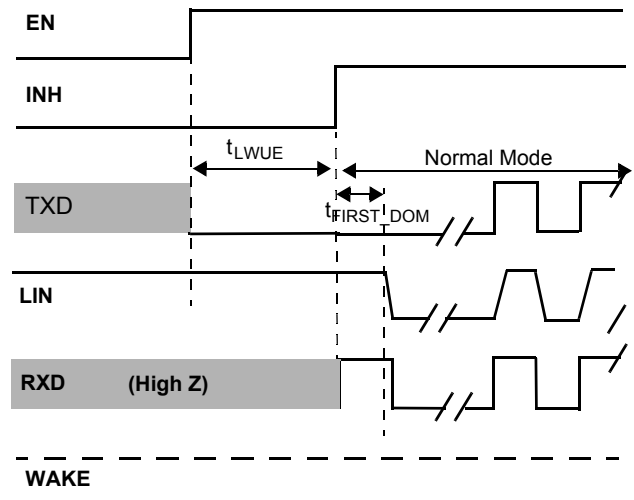 EN
INH
tLWUE
Normal Mode
TXD
tFIRST_DOM
LIN
RXD (High Z)
WAKE